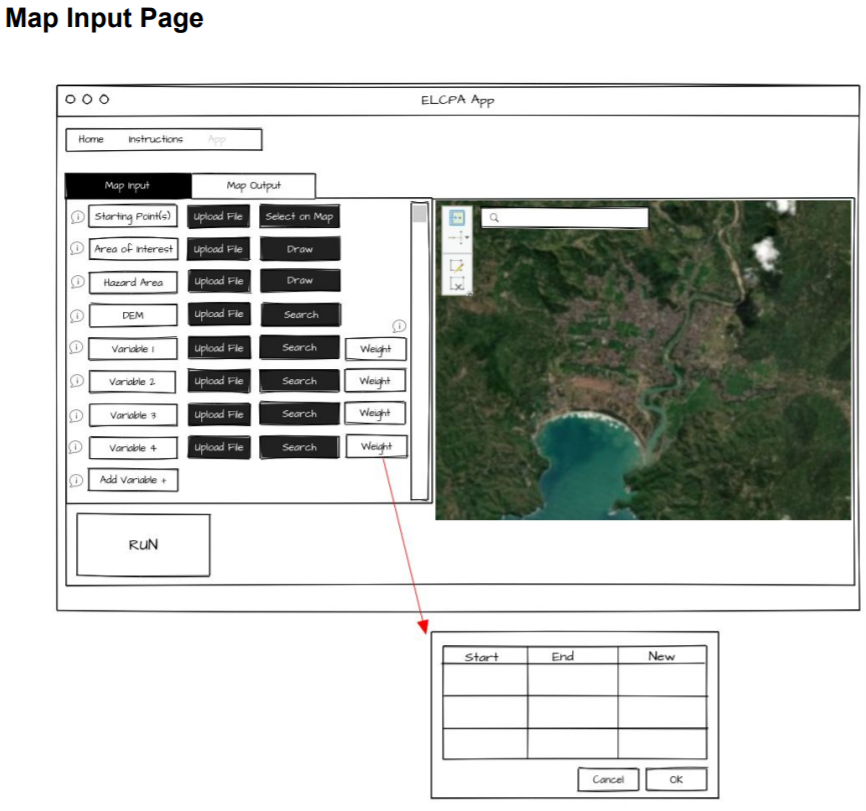 Map Input Page
ELCPA App
Home Instructions App
Map Input Map Output
Starting Point(s) Upload File Select on Map
Area of Interest Upload File Draw
Hazard Area Upload File Draw
DEM Upload File Search
Variable 1 Upload File Search Weight
Variable 2 Upload File Search Weight
Variable 3 Upload File Search Weight
Variable 4 Upload File Search Weight
Add Variable +
RUN
Start End New
Cancel OK